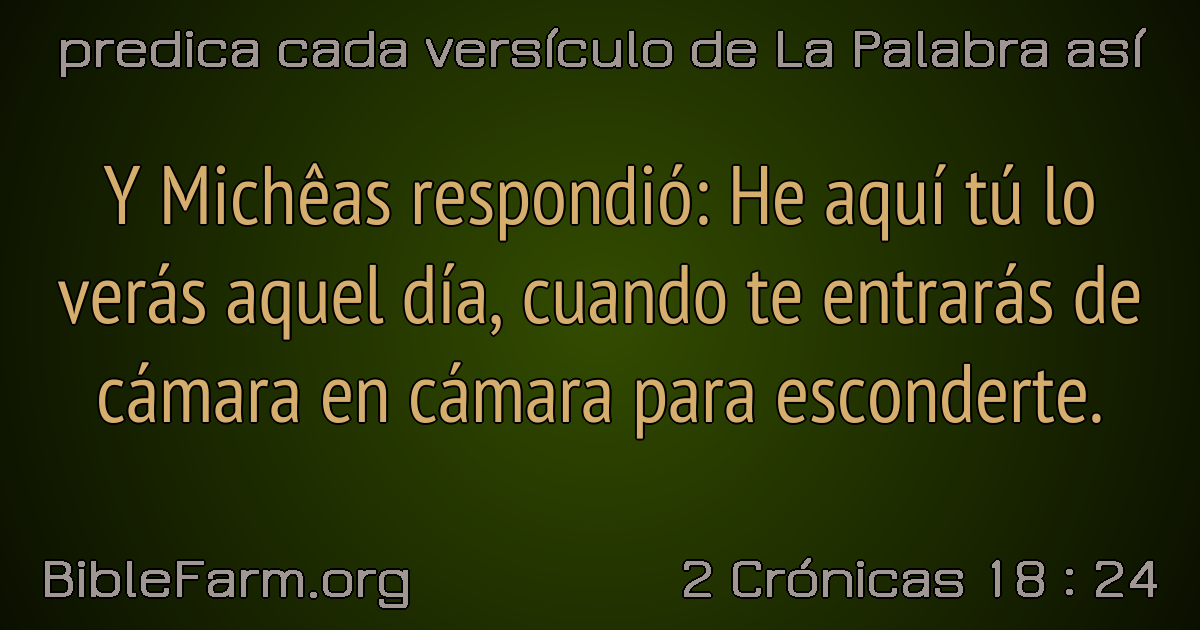 predica cada versículo de La Palabra así
Y Michêas respondió: He aquí tú lo
verás aquel día, cuando te entrarás de
cámara en cámara para esconderte.
BibleFarm.org
2 Crónicas 18 : 24